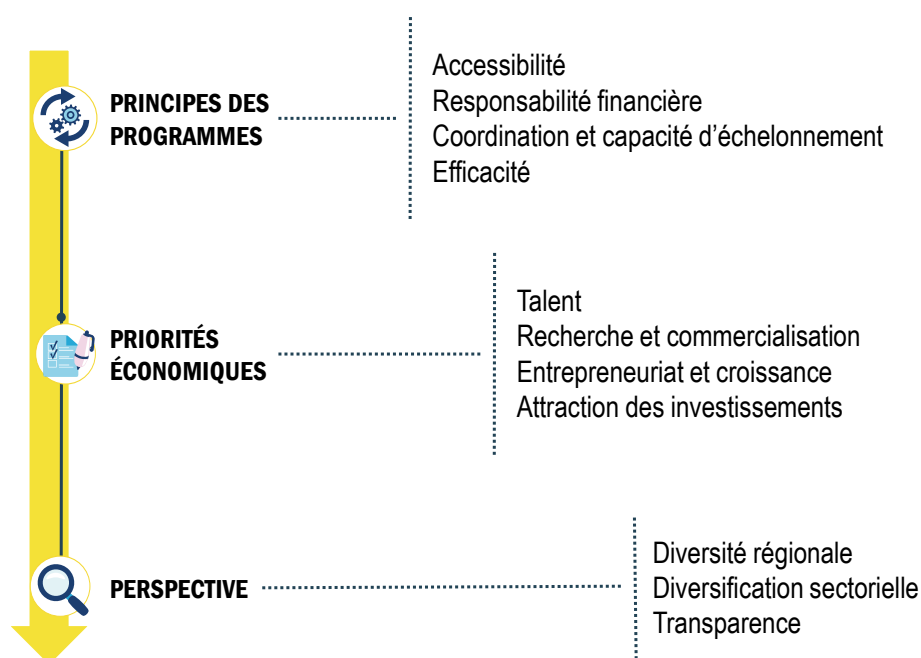 PRINCIPES DES
PROGRAMMES
Accessibilité
Responsabilité financière
Coordination et capacité d’échelonnement
Efficacité
PRIORITÉS
ÉCONOMIQUES
Talent
Recherche et commercialisation
Entrepreneuriat et croissance
Attraction des investissements
PERSPECTIVE
Diversité régionale
Diversification sectorielle
Transparence